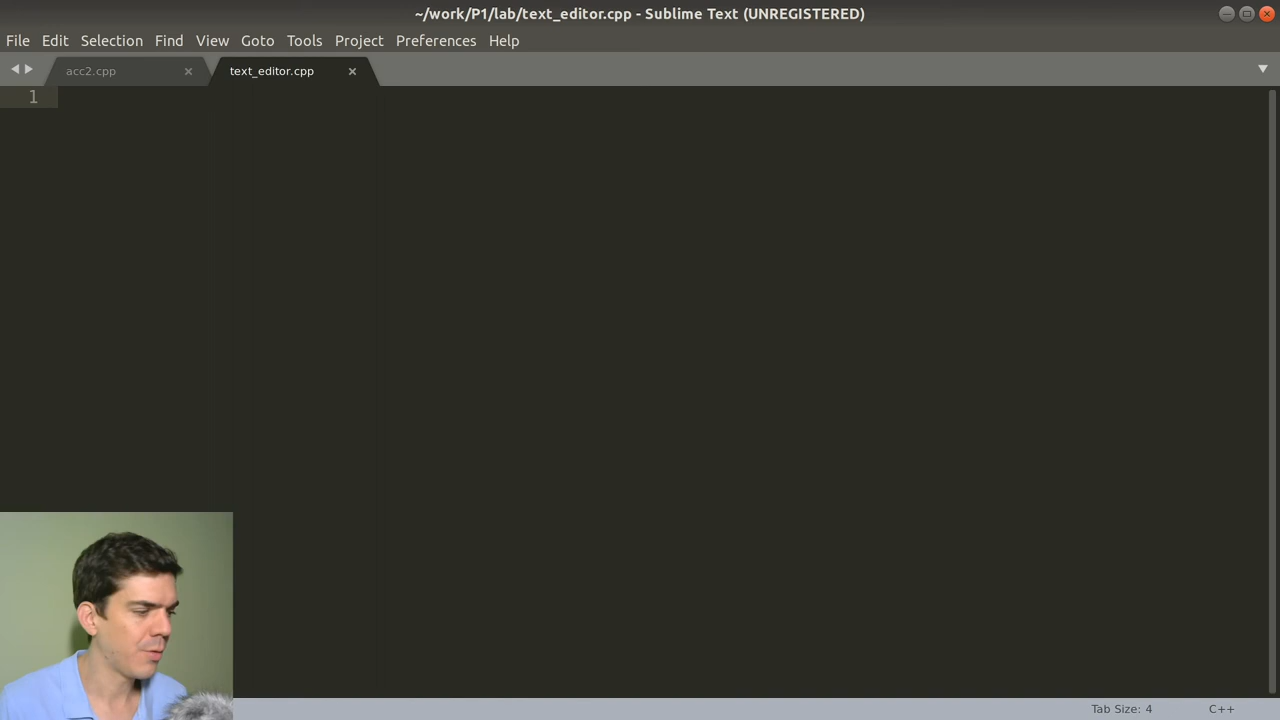 ~/work/P1/lab/text_editor.cpp - Sublime Text (UNREGISTERED)
File Edit Selection Find View Goto Tools Project Preferences Help
acc2.cpp text_editor.cpp
1
Tab Size: 4 C++